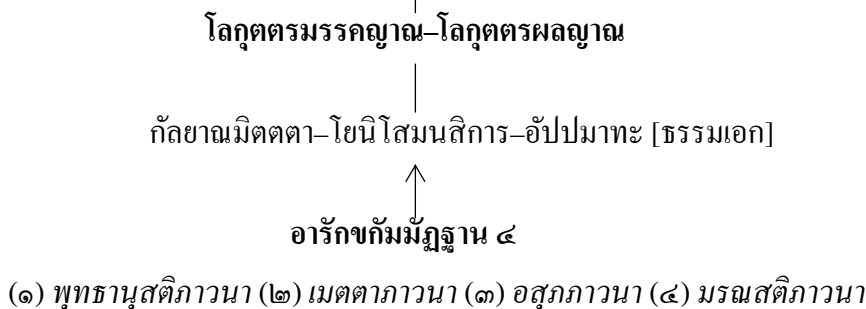 โลกุตตรมรรคญาณ–โลกุตตรผลญาณ
กัลยาณมิตตตา–โยนิโสมนสิการ–อัปปมาทะ [ธรรมเอก]
อารักขกัมมัฏฐาน ๔
(๑) พุทธานุสติภาวนา (๒) เมตตาภาวนา (๓) อสุภภาวนา (๔) มรณสติภาวนา